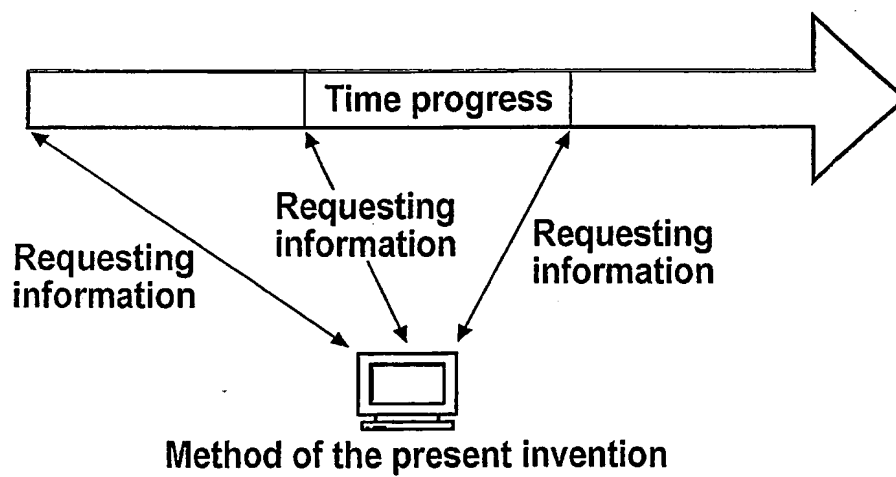 Time progress
Requesting
information
Requesting
information
Requesting
information
Method of the present invention